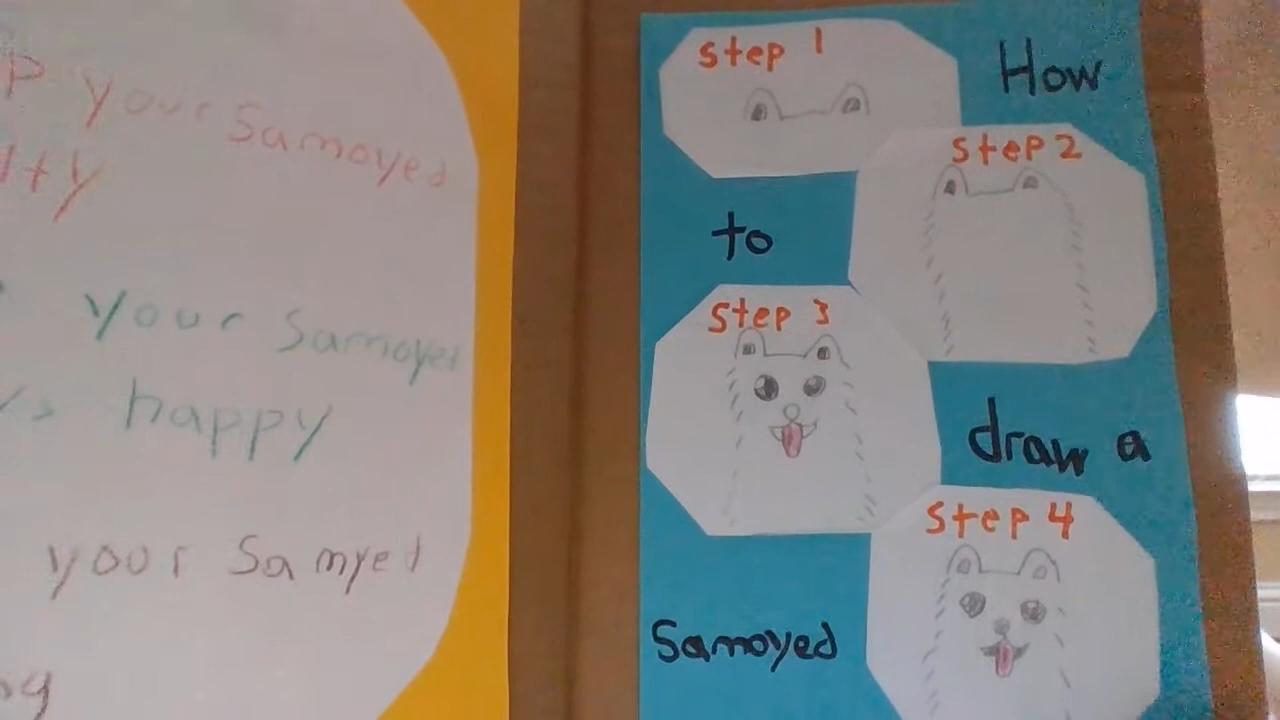 your Samoyed
your Samoyed
happy
your Samyed
Step 1
How
Step 2
to
Step 3
draw a
Step 4
Samoyed